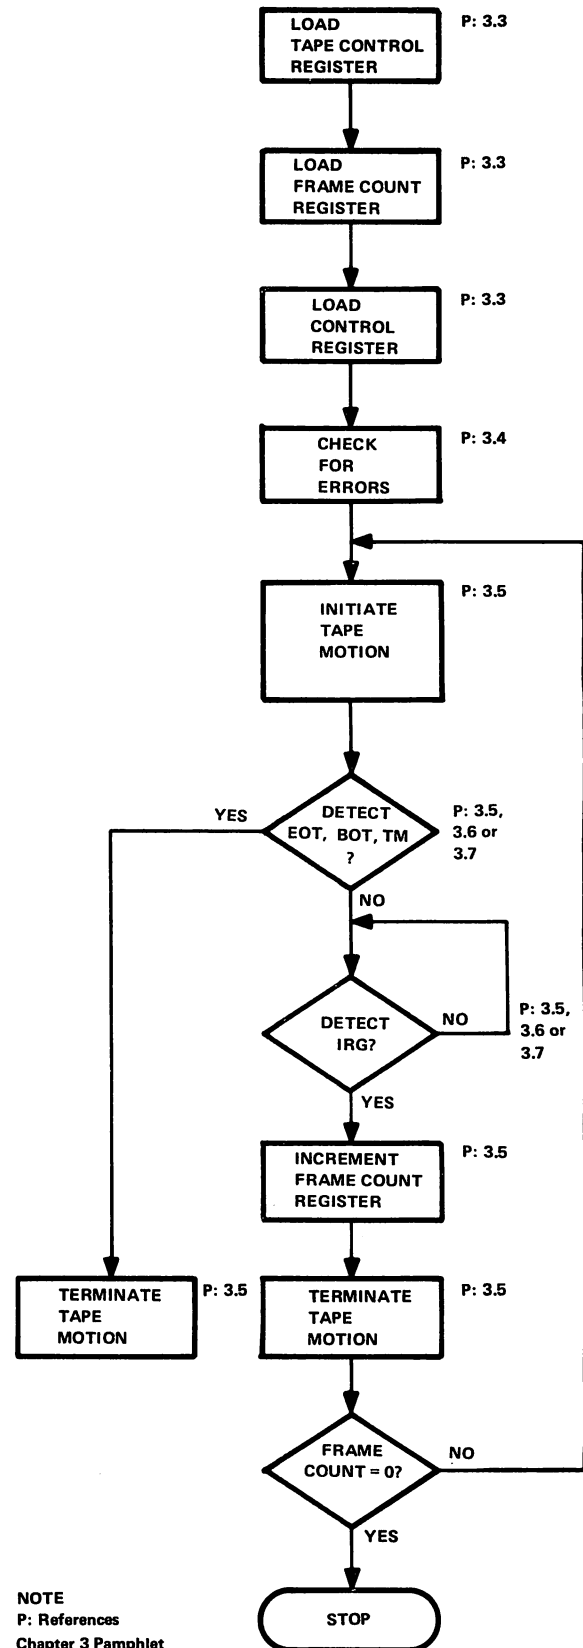 LOAD
TAPE CONTROL
REGISTER
P: 3.3
LOAD
FRAME COUNT
REGISTER
P: 3.3
LOAD
CONTROL
REGISTER
P: 3.3
CHECK
FOR
ERRORS
P: 3.4
INITIATE
TAPE
MOTION
P: 3.5
YES
DETECT
EOT, BOT, TM
?
P: 3.5,
3.6 or
3.7
NO
DETECT
IRG?
NO
P: 3.5,
3.6 or
3.7
YES
INCREMENT
FRAME COUNT
REGISTER
P: 3.5
TERMINATE
TAPE
MOTION
P: 3.5
TERMINATE
TAPE
MOTION
P: 3.5
FRAME
COUNT = 0?
NO
YES
STOP
NOTE
P: References
Chapter 3 Pamphlet